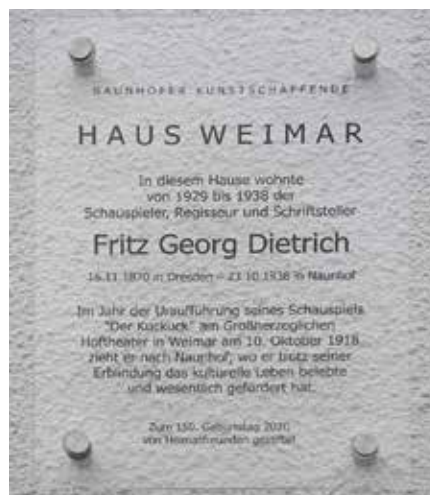 NAUNHOFER KUNSTSCHAFFENDE
HAUS WEIMAR
In diesem Hause wohnte
von 1929 bis 1938 der
Schauspieler, Regisseur und Schriftsteller
Fritz Georg Dietrich
16.11.1870 in Dresden – 23.10.1938 in Naunhof
Im Jahr der Uraufführung seines Schauspiels
"Der Kuckuck" am Großherzoglichen
Hoftheater in Weimar am 10. Oktober 1918
zieht er nach Naunhof, wo er trotz seiner
Erblindung das kulturelle Leben belebte
und wesentlich gefördert hat.
Zum 150. Geburtstag 2020
von Heimatfreunden gestiftet